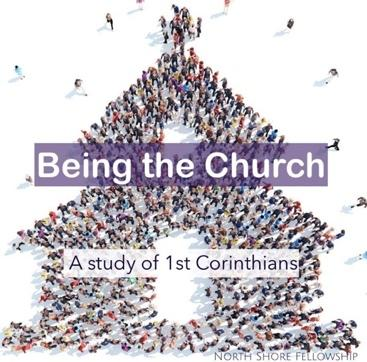 Being the Church
A study of 1st Corinthians
North Shore Fellowship